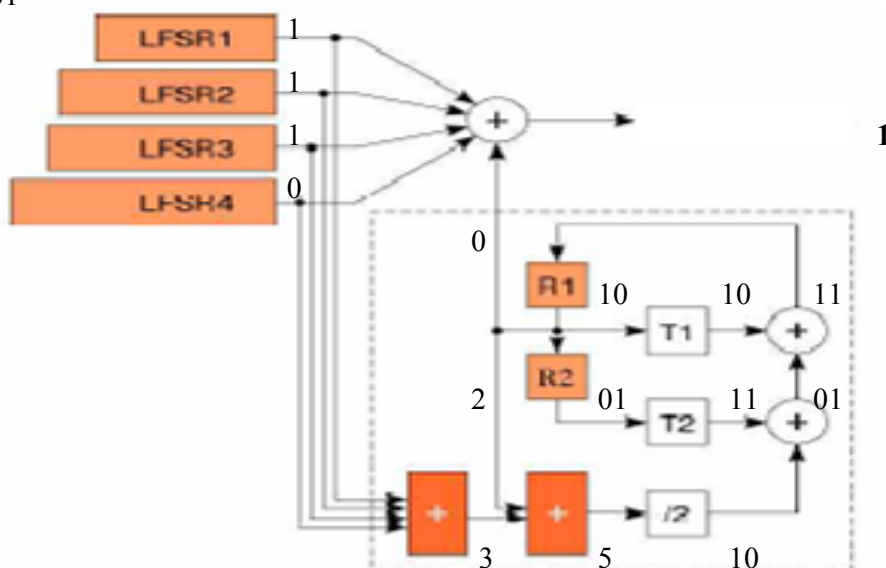 LFSR1 1
LFSR2 1
LFSR3 1
LFSR4 0
+
1
0
R1 10 T1 10 + 11
R2 01 T2 11 + 01
2
+ 3 + 5 /2 10